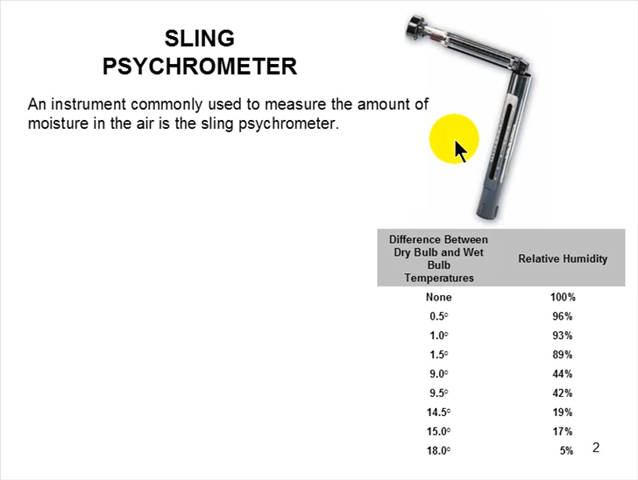 SLING
PSYCHROMETER
An instrument commonly used to measure the amount of
moisture in the air is the sling psychrometer.
Difference Between
Dry Bulb and Wet
Bulb
Temperatures
Relative Humidity
None 100%
0.5° 96%
1.0° 93%
1.5° 89%
9.0° 44%
9.5° 42%
14.5° 19%
15.0° 17%
18.0° 5%
2